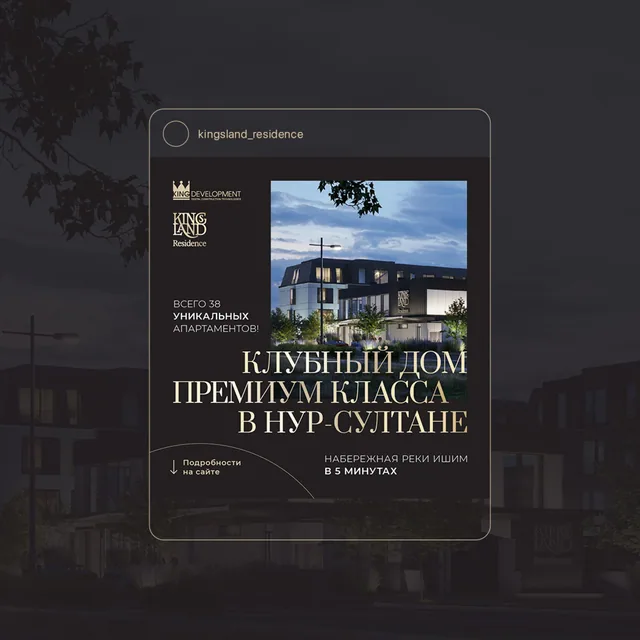 kingsland_residence
KING DEVELOPMENT
KINGS
LAND
Residence
ВСЕГО 38
УНИКАЛЬНЫХ
АПАРТАМЕНТОВ!
КЛУБНЫЙ ДОМ
ПРЕМИУМ КЛАССА
В НУР-СУЛТАНЕ
Подробности
на сайте
НАБЕРЕЖНАЯ РЕКИ ИШИМ
В 5 МИНУТАХ